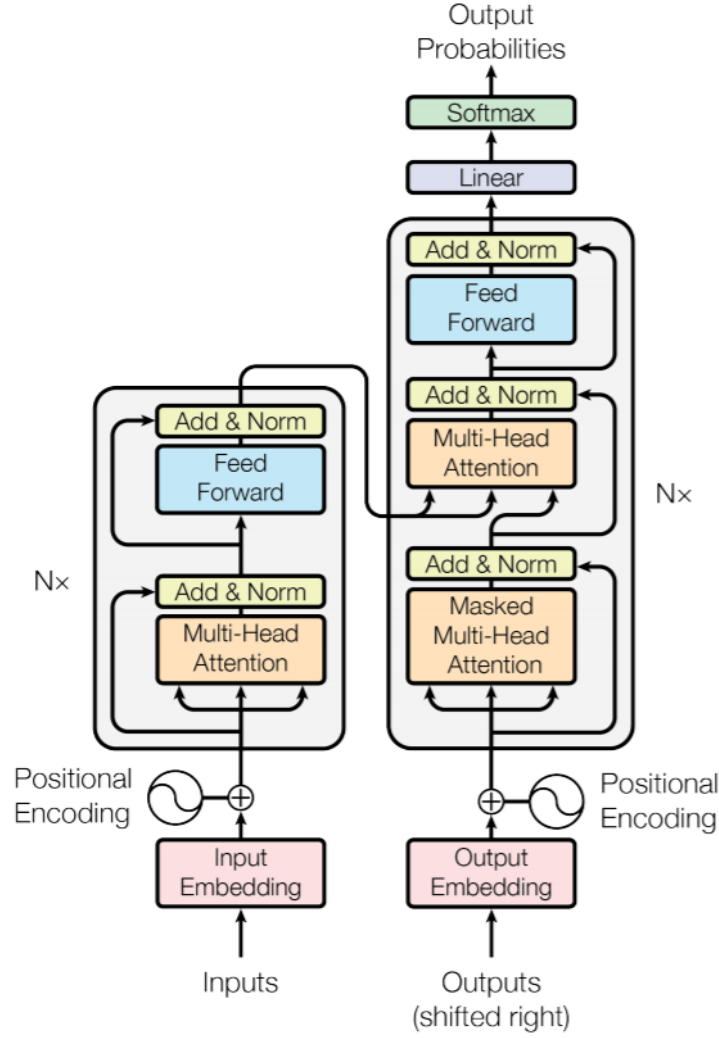 Output
Probabilities
Softmax
Linear
Add & Norm
Feed
Forward
Add & Norm
Multi-Head
Attention
Nx
Add & Norm
Masked
Multi-Head
Attention
Add & Norm
Feed
Forward
Nx
Add & Norm
Multi-Head
Attention
Positional
Encoding
Positional
Encoding
Input
Embedding
Output
Embedding
Inputs
Outputs
(shifted right)